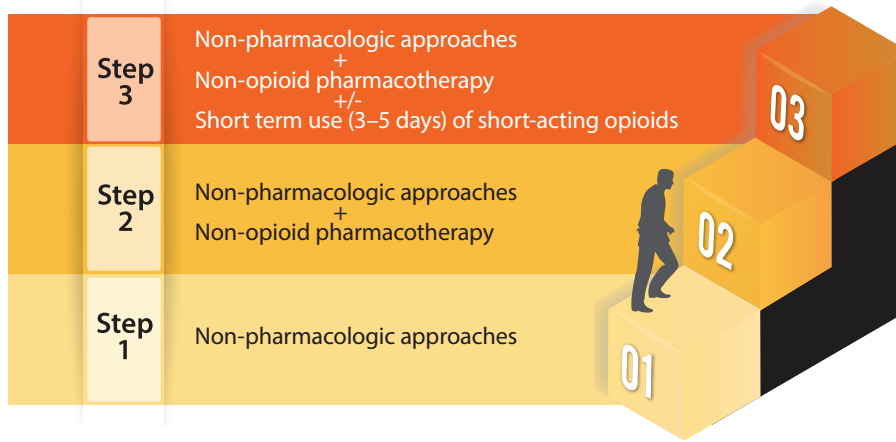 Step
3
Non-pharmacologic approaches
+
Non-opioid pharmacotherapy
+/-
Short term use (3–5 days) of short-acting opioids
03
Step
2
Non-pharmacologic approaches
+
Non-opioid pharmacotherapy
02
Step
1
Non-pharmacologic approaches
01